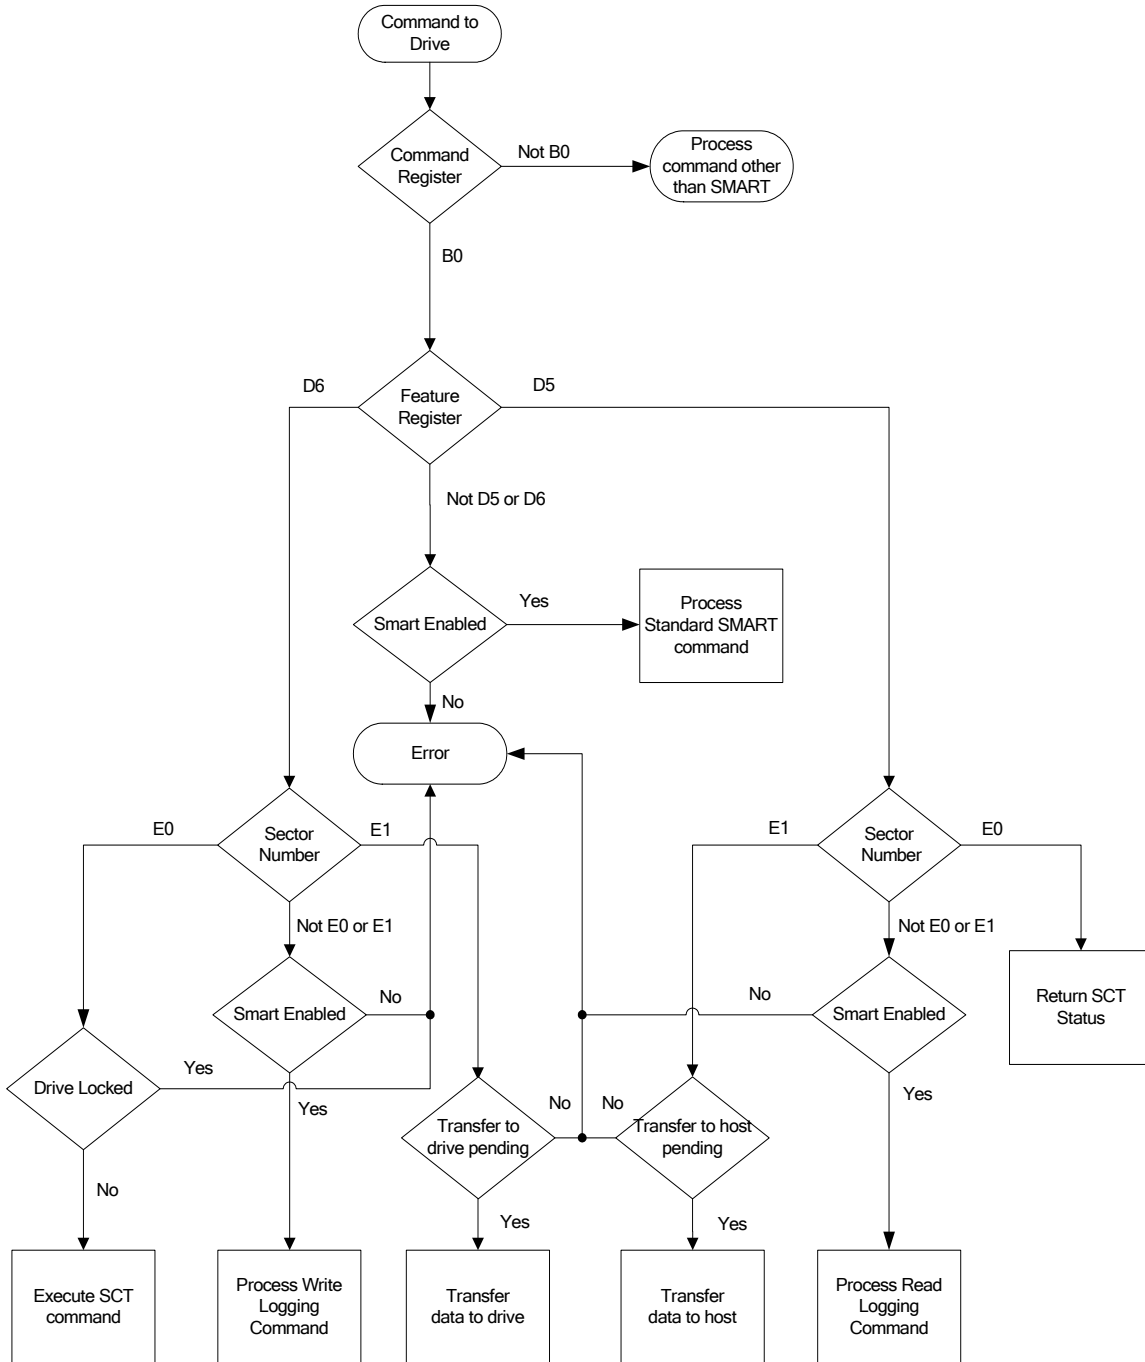 Command to
Drive
Command
Register
Not B0
Process
command other
than SMART
B0
D6
Feature
Register
D5
Not D5 or D6
Smart Enabled
Yes
Process
Standard SMART
command
No
Error
E0
Sector
Number
E1
E1
Sector
Number
E0
Not E0 or E1
Not E0 or E1
Smart Enabled
No
No
Smart Enabled
Return SCT
Status
Drive Locked
Yes
Yes
Transfer to
drive pending
No
No
Transfer to host
pending
Yes
No
Yes
Yes
Execute SCT
command
Process Write
Logging
Command
Transfer
data to drive
Transfer
data to host
Process Read
Logging
Command